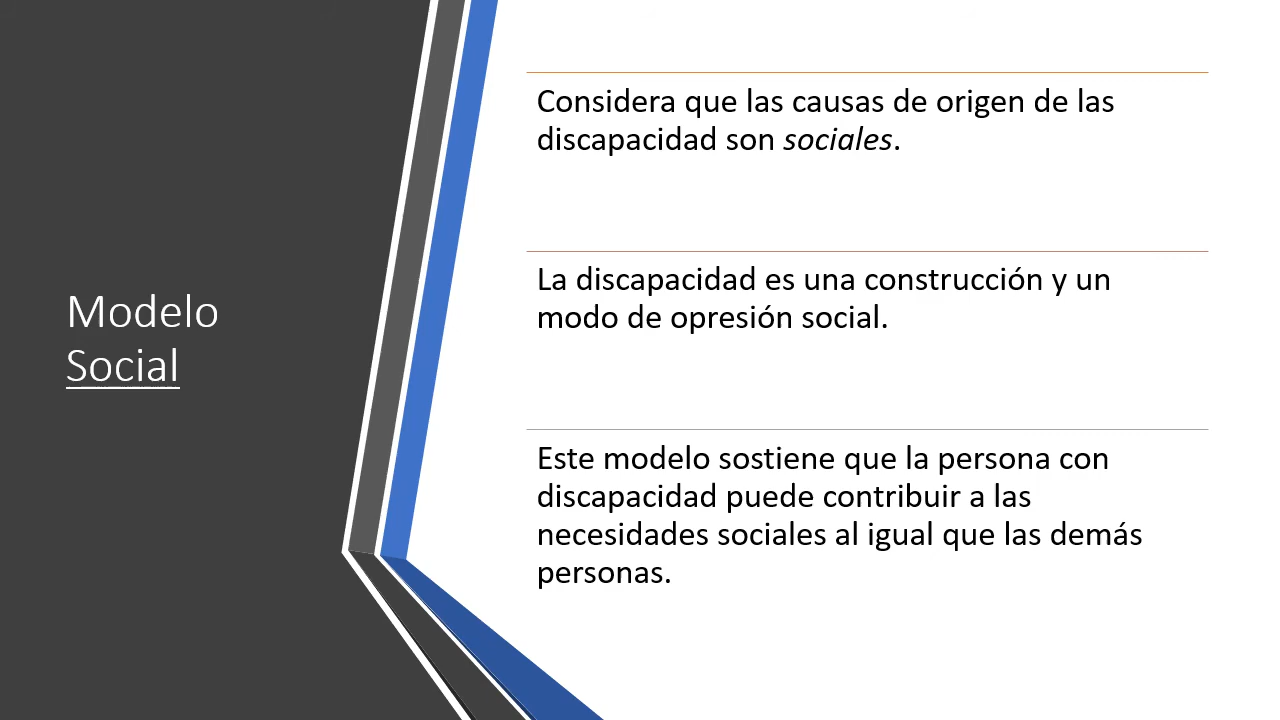 Modelo
Social
Considera que las causas de origen de las
discapacidad son sociales.
La discapacidad es una construcción y un
modo de opresión social.
Este modelo sostiene que la persona con
discapacidad puede contribuir a las
necesidades sociales al igual que las demás
personas.